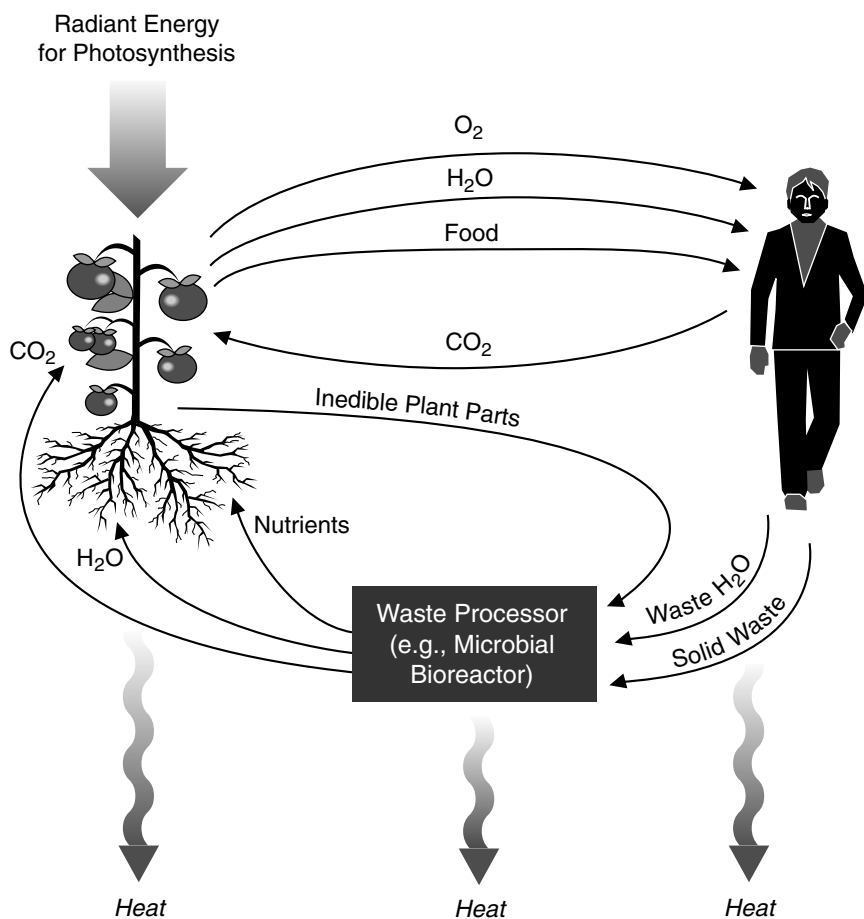 Radiant Energy
for Photosynthesis
O₂
H₂O
Food
CO₂
CO₂
Inedible Plant Parts
Nutrients
H₂O
Waste Processor
(e.g., Microbial
Bioreactor)
Waste H₂O
Solid Waste
Heat
Heat
Heat